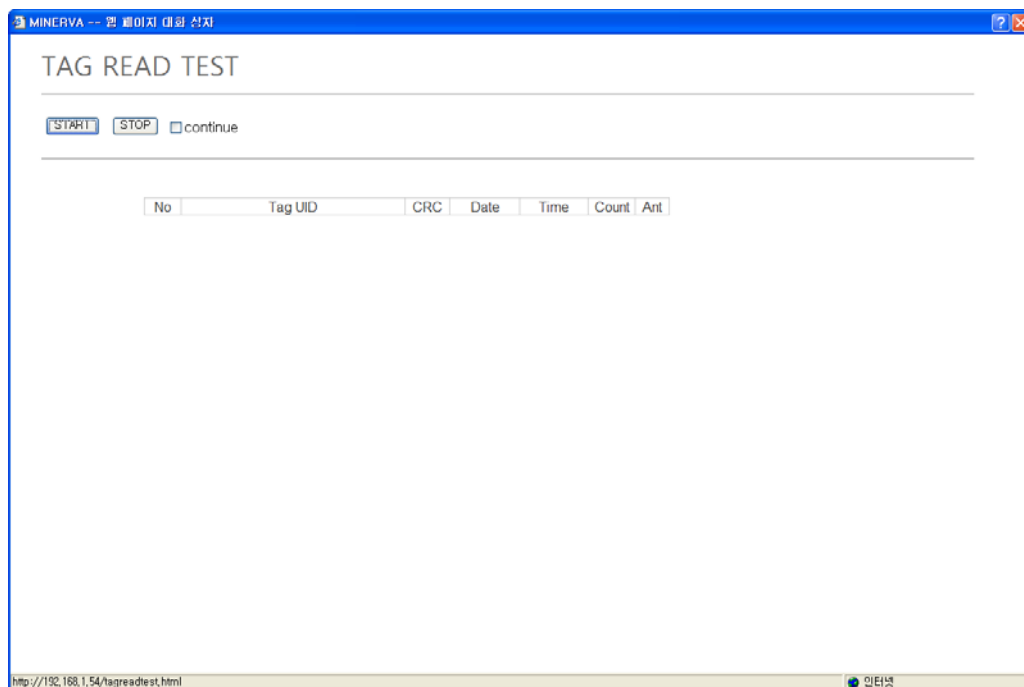 MINERVA -- 웹 페이지 대화 상자
TAG READ TEST
START STOP continue
No Tag UID CRC Date Time Count Ant
http://192,168,1,54/tagreadtest,html 인터넷